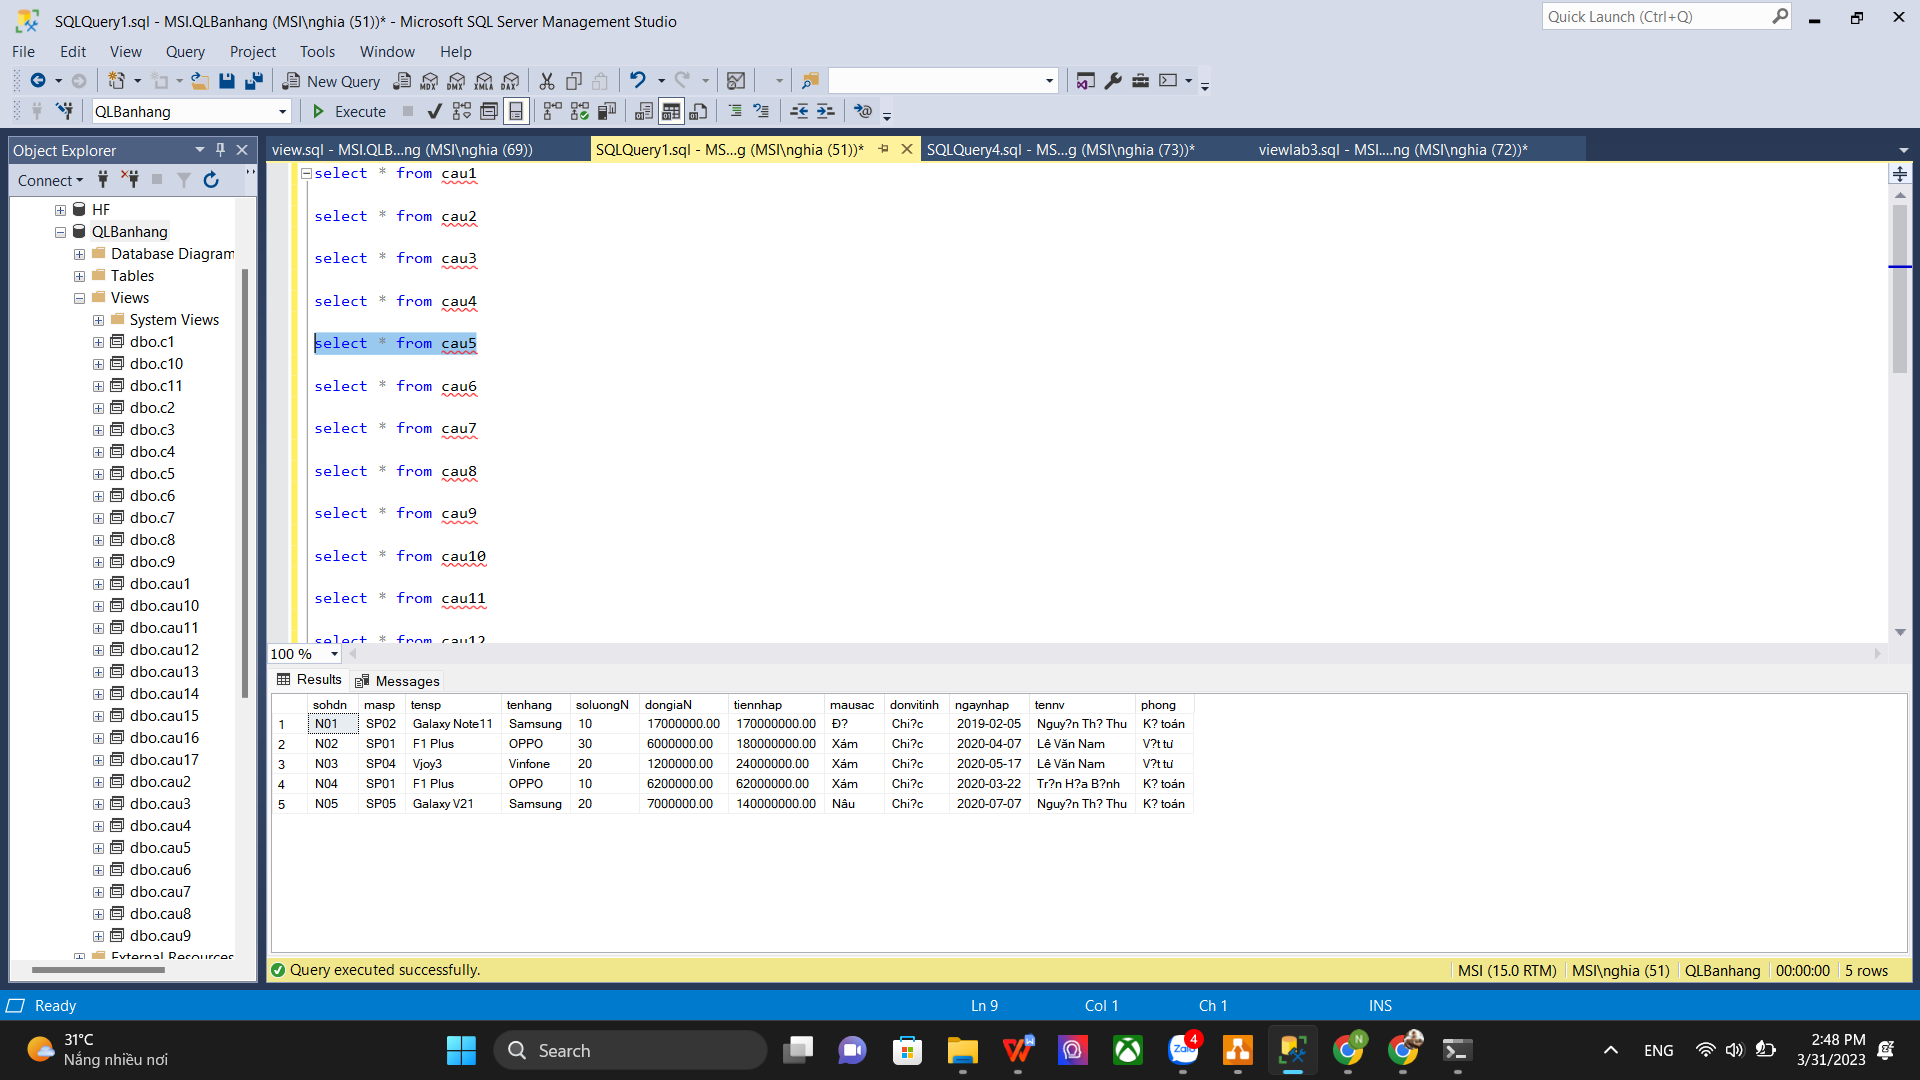 SQLQuery1.sql - MSI.QLBanhang (MSI\nghia (51))* - Microsoft SQL Server Management Studio
Quick Launch (Ctrl+Q)
File Edit View Query Project Tools Window Help
New Query
MDX DMX XMLA DAX
QLBanhang
Execute
Object Explorer
view.sql - MSI.QLB...ng (MSI\nghia (69))
SQLQuery1.sql - MS...g (MSI\nghia (51))*
SQLQuery4.sql - MS...g (MSI\nghia (73))*
viewlab3.sql - MSI....ng (MSI\nghia (72))*
Connect
HF
QLBanhang
Database Diagram
Tables
Views
System Views
dbo.c1
dbo.c10
dbo.c11
dbo.c2
dbo.c3
dbo.c4
dbo.c5
dbo.c6
dbo.c7
dbo.c8
dbo.c9
dbo.cau1
dbo.cau10
dbo.cau11
dbo.cau12
dbo.cau13
dbo.cau14
dbo.cau15
dbo.cau16
dbo.cau17
dbo.cau2
dbo.cau3
dbo.cau4
dbo.cau5
dbo.cau6
dbo.cau7
dbo.cau8
dbo.cau9
External Resources
select * from cau1
select * from cau2
select * from cau3
select * from cau4
select * from cau5
select * from cau6
select * from cau7
select * from cau8
select * from cau9
select * from cau10
select * from cau11
select * from cau12
100 %
Results Messages
sohdn masp tensp tenhang soluongN dongiaN tiennhap mausac donvitinh ngaynhap tennv phong
1 N01 SP02 Galaxy Note11 Samsung 10 17000000.00 170000000.00 Đ? Chi?c 2019-02-05 Nguy?n Th? Thu K? toán
2 N02 SP01 F1 Plus OPPO 30 6000000.00 180000000.00 Xám Chi?c 2020-04-07 Lê Văn Nam V?t tư
3 N03 SP04 Vjoy3 Vinfone 20 1200000.00 24000000.00 Xám Chi?c 2020-05-17 Lê Văn Nam V?t tư
4 N04 SP01 F1 Plus OPPO 10 6200000.00 62000000.00 Xám Chi?c 2020-03-22 Tr?n H?a B?nh K? toán
5 N05 SP05 Galaxy V21 Samsung 20 7000000.00 140000000.00 Nâu Chi?c 2020-07-07 Nguy?n Th? Thu K? toán
Query executed successfully.
MSI (15.0 RTM) MSI\nghia (51) QLBanhang 00:00:00 5 rows
Ready
Ln 9 Col 1 Ch 1 INS
31°C
Nắng nhiều nơi
Search
Zalo
4
N
ENG
2:48 PM
3/31/2023